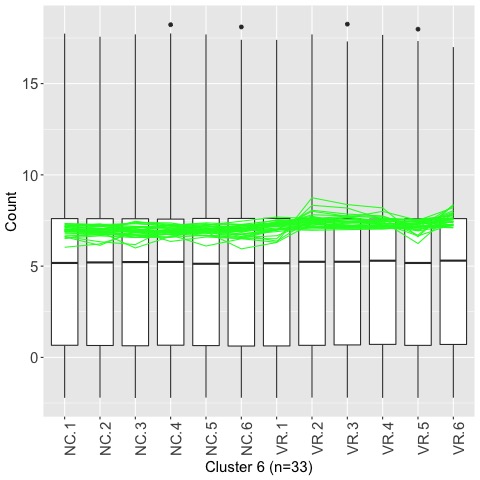 15
10
5
0
Count
NC.1
NC.2
NC.3
NC.4
NC.5
NC.6
VR.1
VR.2
VR.3
VR.4
VR.5
VR.6
Cluster 6 (n=33)